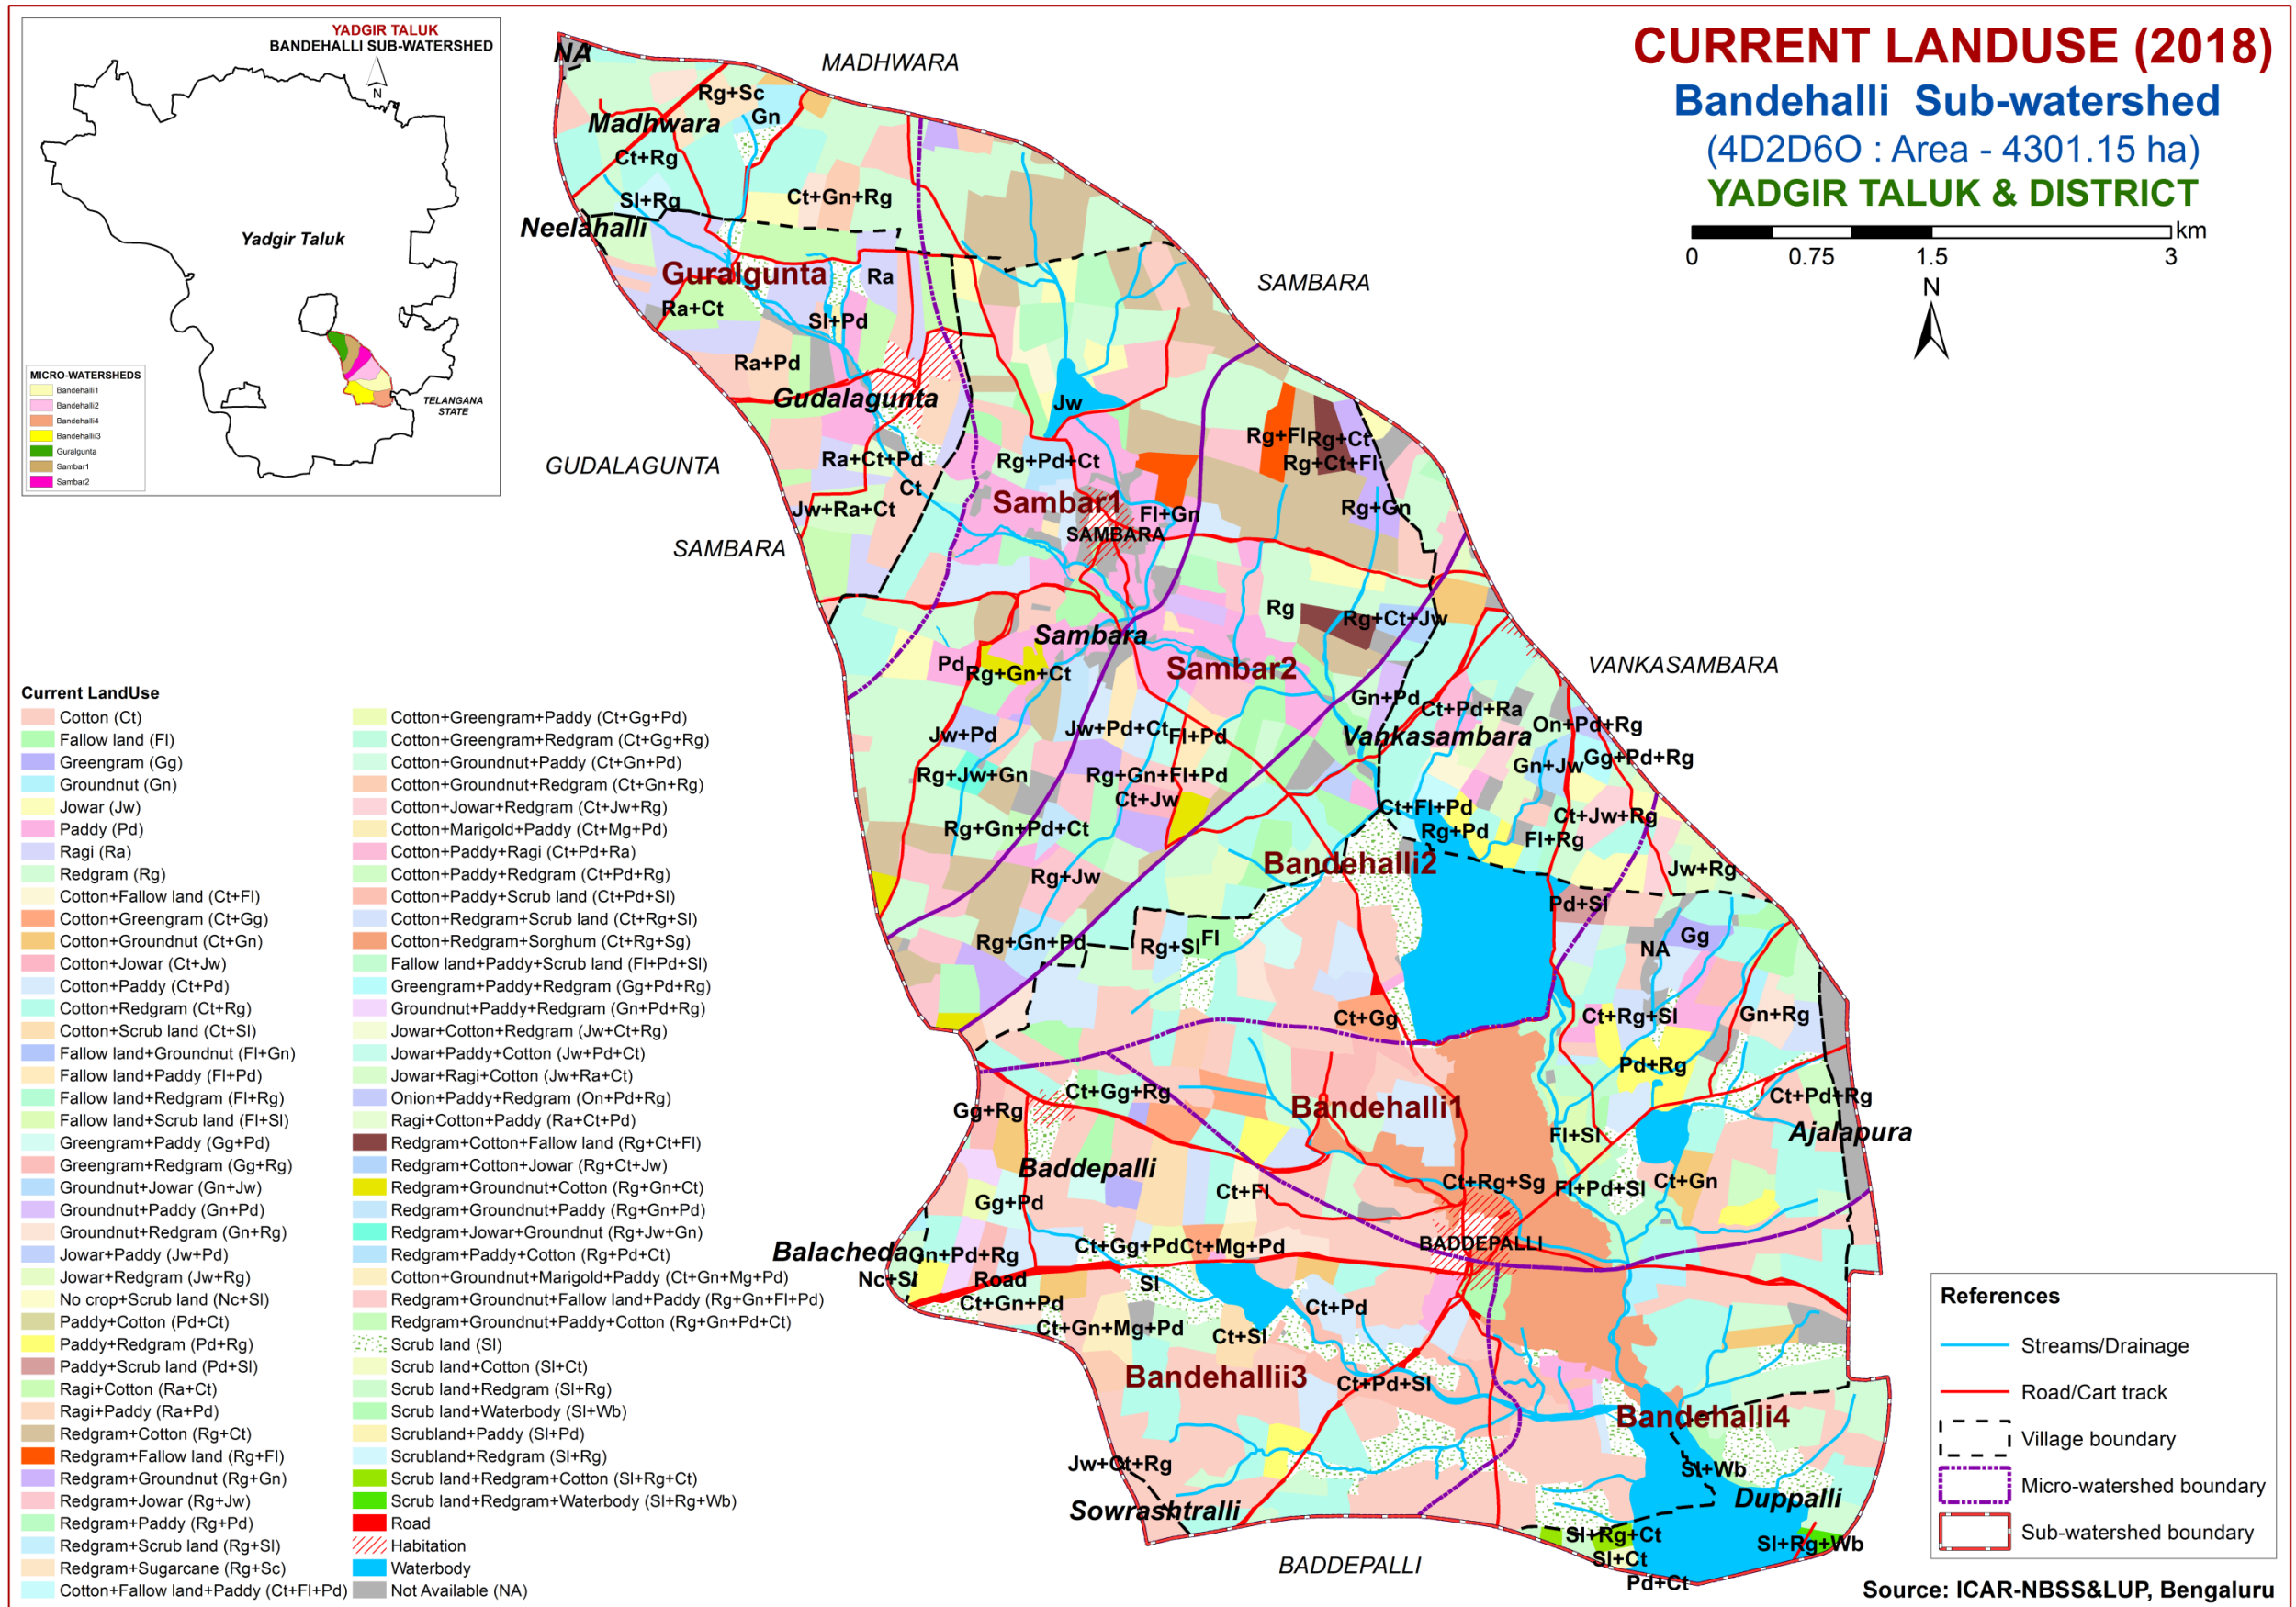 YADGIR TALUK
BANDEHALLI SUB-WATERSHED
N
Yadgir Taluk
TELANGANA
STATE
MICRO-WATERSHEDS
Bandehalli1
Bandehalli2
Bandehalli4
Bandehallii3
Guralgunta
Sambar1
Sambar2
CURRENT LANDUSE (2018)
Bandehalli Sub-watershed
(4D2D6O : Area - 4301.15 ha)
YADGIR TALUK & DISTRICT
km
0 0.75 1.5 3
N
NA
MADHWARA
Rg+Sc
Gn
Madhwara
Ct+Rg
Sl+Rg
Ct+Gn+Rg
Neelahalli
Guralgunta
Ra
SAMBARA
Ra+Ct
Sl+Pd
Ra+Pd
Gudalagunta
Jw
Rg+Fl
Rg+Ct
Rg+Ct+Fl
GUDALAGUNTA
Ra+Ct+Pd
Rg+Pd+Ct
Ct
Sambar1
Jw+Ra+Ct
Fl+Gn
Rg+Gn
SAMBARA
SAMBARA
Rg
Rg+Ct+Jw
Sambara
Pd
Rg+Gn+Ct
Sambar2
VANKASAMBARA
Gn+Pd
Ct+Pd+Ra
On+Pd+Rg
Jw+Pd
Jw+Pd+Ct
Fl+Pd
Vankasambara
Gg+Pd+Rg
Gn+Jw
Rg+Jw+Gn
Rg+Gn+Fl+Pd
Ct+Jw
Ct+Fl+Pd
Ct+Jw+Rg
Rg+Gn+Pd+Ct
Rg+Pd
Fl+Rg
Bandehalli2
Rg+Jw
Jw+Rg
Pd+Sl
Rg+Gn+Pd
Rg+Sl
Fl
Gg
NA
Ct+Gg
Ct+Rg+Sl
Gn+Rg
Pd+Rg
Ct+Gg+Rg
Gg+Rg
Bandehalli1
Ct+Pd+Rg
Fl+Sl
Ajalapura
Baddepalli
Ct+Fl
Ct+Rg+Sg
Fl+Pd+Sl
Ct+Gn
Gg+Pd
Balacheda
Gn+Pd+Rg
Ct+Gg+Pd
Ct+Mg+Pd
BADDEPALLI
Nc+Sl
Road
Sl
Ct+Gn+Pd
Ct+Pd
Ct+Gn+Mg+Pd
Ct+Sl
Bandehallii3
Ct+Pd+Sl
Bandehalli4
Jw+Ct+Rg
Sl+Wb
Sowrashtralli
Duppalli
Sl+Rg+Ct
Sl+Rg+Wb
Sl+Ct
BADDEPALLI
Pd+Ct
Current LandUse
Cotton (Ct)
Fallow land (Fl)
Greengram (Gg)
Groundnut (Gn)
Jowar (Jw)
Paddy (Pd)
Ragi (Ra)
Redgram (Rg)
Cotton+Fallow land (Ct+Fl)
Cotton+Greengram (Ct+Gg)
Cotton+Groundnut (Ct+Gn)
Cotton+Jowar (Ct+Jw)
Cotton+Paddy (Ct+Pd)
Cotton+Redgram (Ct+Rg)
Cotton+Scrub land (Ct+Sl)
Fallow land+Groundnut (Fl+Gn)
Fallow land+Paddy (Fl+Pd)
Fallow land+Redgram (Fl+Rg)
Fallow land+Scrub land (Fl+Sl)
Greengram+Paddy (Gg+Pd)
Greengram+Redgram (Gg+Rg)
Groundnut+Jowar (Gn+Jw)
Groundnut+Paddy (Gn+Pd)
Groundnut+Redgram (Gn+Rg)
Jowar+Paddy (Jw+Pd)
Jowar+Redgram (Jw+Rg)
No crop+Scrub land (Nc+Sl)
Paddy+Cotton (Pd+Ct)
Paddy+Redgram (Pd+Rg)
Paddy+Scrub land (Pd+Sl)
Ragi+Cotton (Ra+Ct)
Ragi+Paddy (Ra+Pd)
Redgram+Cotton (Rg+Ct)
Redgram+Fallow land (Rg+Fl)
Redgram+Groundnut (Rg+Gn)
Redgram+Jowar (Rg+Jw)
Redgram+Paddy (Rg+Pd)
Redgram+Scrub land (Rg+Sl)
Redgram+Sugarcane (Rg+Sc)
Cotton+Fallow land+Paddy (Ct+Fl+Pd)
Cotton+Greengram+Paddy (Ct+Gg+Pd)
Cotton+Greengram+Redgram (Ct+Gg+Rg)
Cotton+Groundnut+Paddy (Ct+Gn+Pd)
Cotton+Groundnut+Redgram (Ct+Gn+Rg)
Cotton+Jowar+Redgram (Ct+Jw+Rg)
Cotton+Marigold+Paddy (Ct+Mg+Pd)
Cotton+Paddy+Ragi (Ct+Pd+Ra)
Cotton+Paddy+Redgram (Ct+Pd+Rg)
Cotton+Paddy+Scrub land (Ct+Pd+Sl)
Cotton+Redgram+Scrub land (Ct+Rg+Sl)
Cotton+Redgram+Sorghum (Ct+Rg+Sg)
Fallow land+Paddy+Scrub land (Fl+Pd+Sl)
Greengram+Paddy+Redgram (Gg+Pd+Rg)
Groundnut+Paddy+Redgram (Gn+Pd+Rg)
Jowar+Cotton+Redgram (Jw+Ct+Rg)
Jowar+Paddy+Cotton (Jw+Pd+Ct)
Jowar+Ragi+Cotton (Jw+Ra+Ct)
Onion+Paddy+Redgram (On+Pd+Rg)
Ragi+Cotton+Paddy (Ra+Ct+Pd)
Redgram+Cotton+Fallow land (Rg+Ct+Fl)
Redgram+Cotton+Jowar (Rg+Ct+Jw)
Redgram+Groundnut+Cotton (Rg+Gn+Ct)
Redgram+Groundnut+Paddy (Rg+Gn+Pd)
Redgram+Jowar+Groundnut (Rg+Jw+Gn)
Redgram+Paddy+Cotton (Rg+Pd+Ct)
Cotton+Groundnut+Marigold+Paddy (Ct+Gn+Mg+Pd)
Redgram+Groundnut+Fallow land+Paddy (Rg+Gn+Fl+Pd)
Redgram+Groundnut+Paddy+Cotton (Rg+Gn+Pd+Ct)
Scrub land (Sl)
Scrub land+Cotton (Sl+Ct)
Scrub land+Redgram (Sl+Rg)
Scrub land+Waterbody (Sl+Wb)
Scrubland+Paddy (Sl+Pd)
Scrubland+Redgram (Sl+Rg)
Scrub land+Redgram+Cotton (Sl+Rg+Ct)
Scrub land+Redgram+Waterbody (Sl+Rg+Wb)
Road
Habitation
Waterbody
Not Available (NA)
References
Streams/Drainage
Road/Cart track
Village boundary
Micro-watershed boundary
Sub-watershed boundary
Source: ICAR-NBSS&LUP, Bengaluru